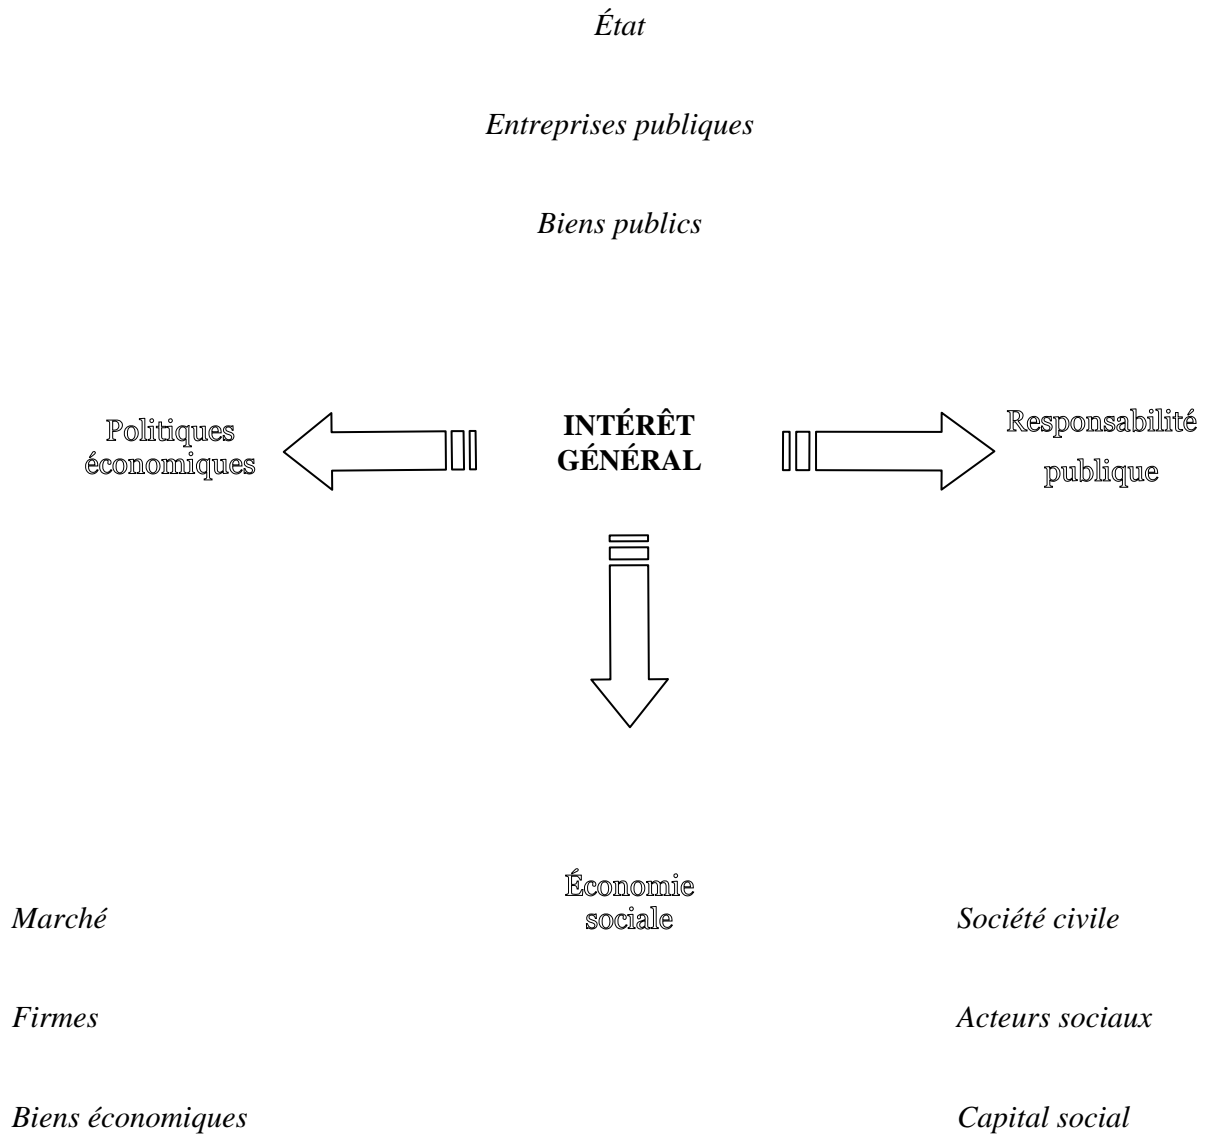 État
Entreprises publiques
Biens publics
Politiques
économiques
INTÉRÊT
GÉNÉRAL
Responsabilité
publique
Économie
sociale
Marché
Société civile
Firmes
Acteurs sociaux
Biens économiques
Capital social